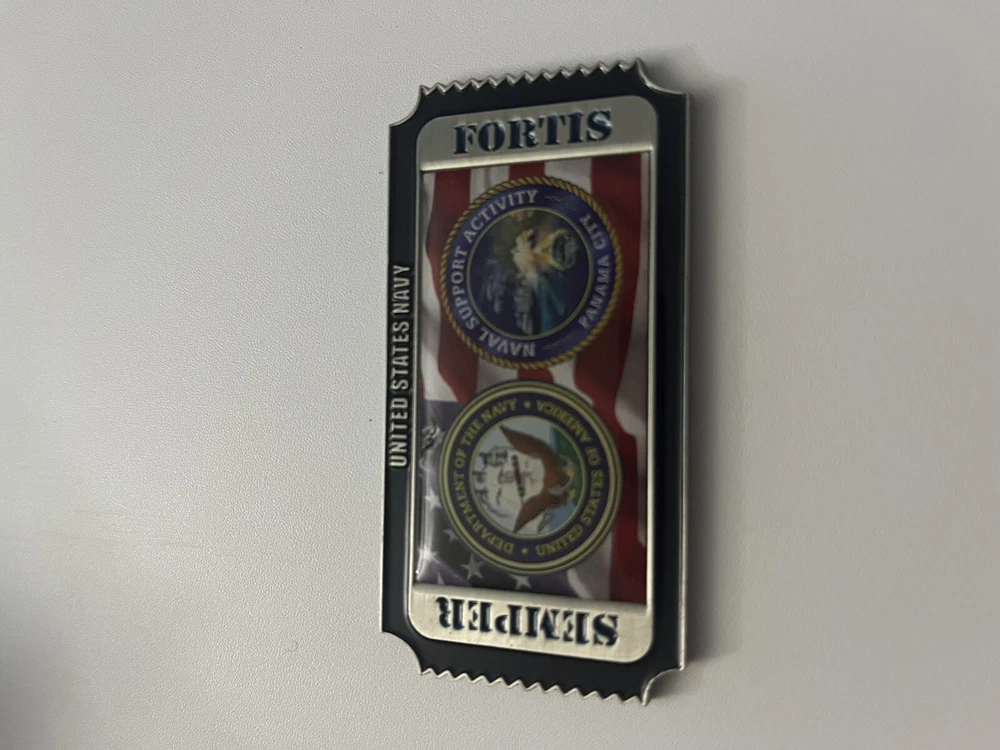 FORTIS
NAVAL SUPPORT ACTIVITY
PANAMA CITY
UNITED STATES NAVY
DEPARTMENT OF THE NAVY
UNITED STATES OF AMERICA
SEMPER